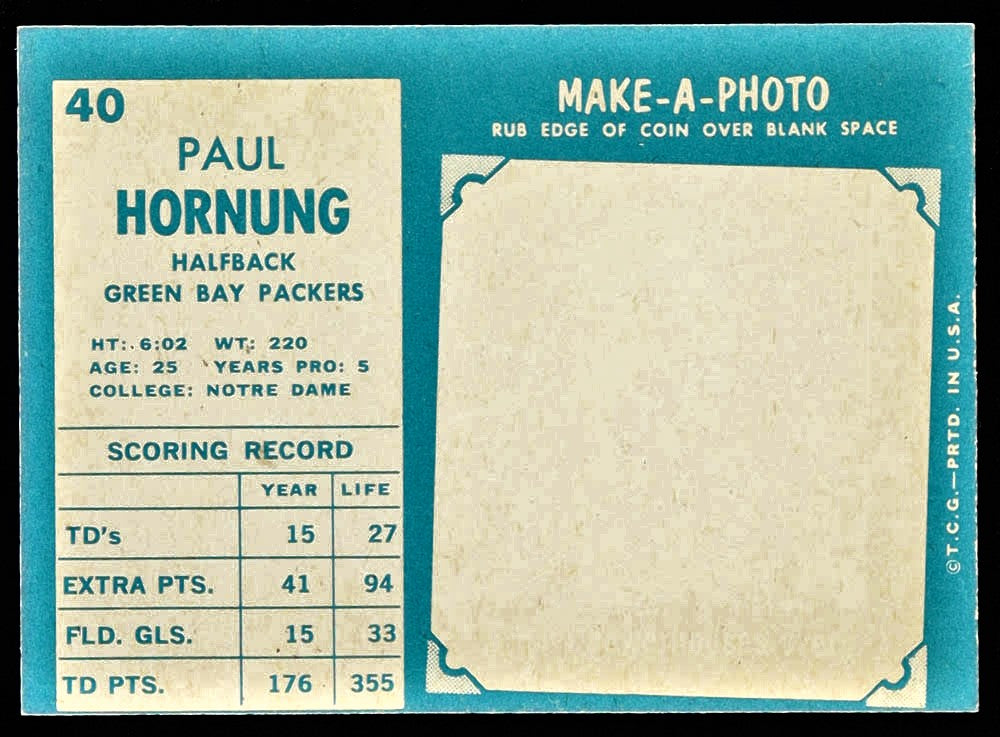 40
PAUL
HORNUNG
HALFBACK
GREEN BAY PACKERS
HT: 6:02 WT: 220
AGE: 25 YEARS PRO: 5
COLLEGE: NOTRE DAME
SCORING RECORD
YEAR LIFE
TD's 15 27
EXTRA PTS. 41 94
FLD. GLS. 15 33
TD PTS. 176 355
MAKE-A-PHOTO
RUB EDGE OF COIN OVER BLANK SPACE
©T.C.G.—PRTD. IN U.S.A.